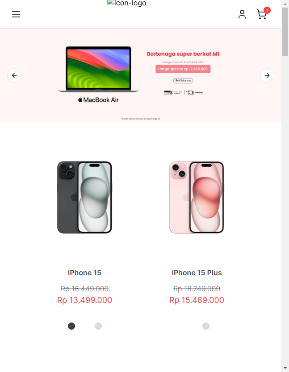 icon-logo
Bertenaga super berkat M1
MacBook Air
iPhone 15
iPhone 15 Plus
Rp 16.449.000
Rp 18.749.000
Rp 13.499.000
Rp 15.489.000